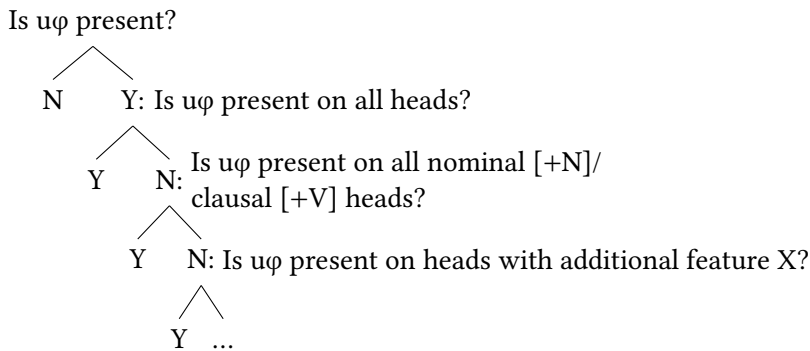 Is uφ present?
N Y: Is uφ present on all heads?
Y N: Is uφ present on all nominal [+N]/
clausal [+V] heads?
Y N: Is uφ present on heads with additional feature X?
Y ...